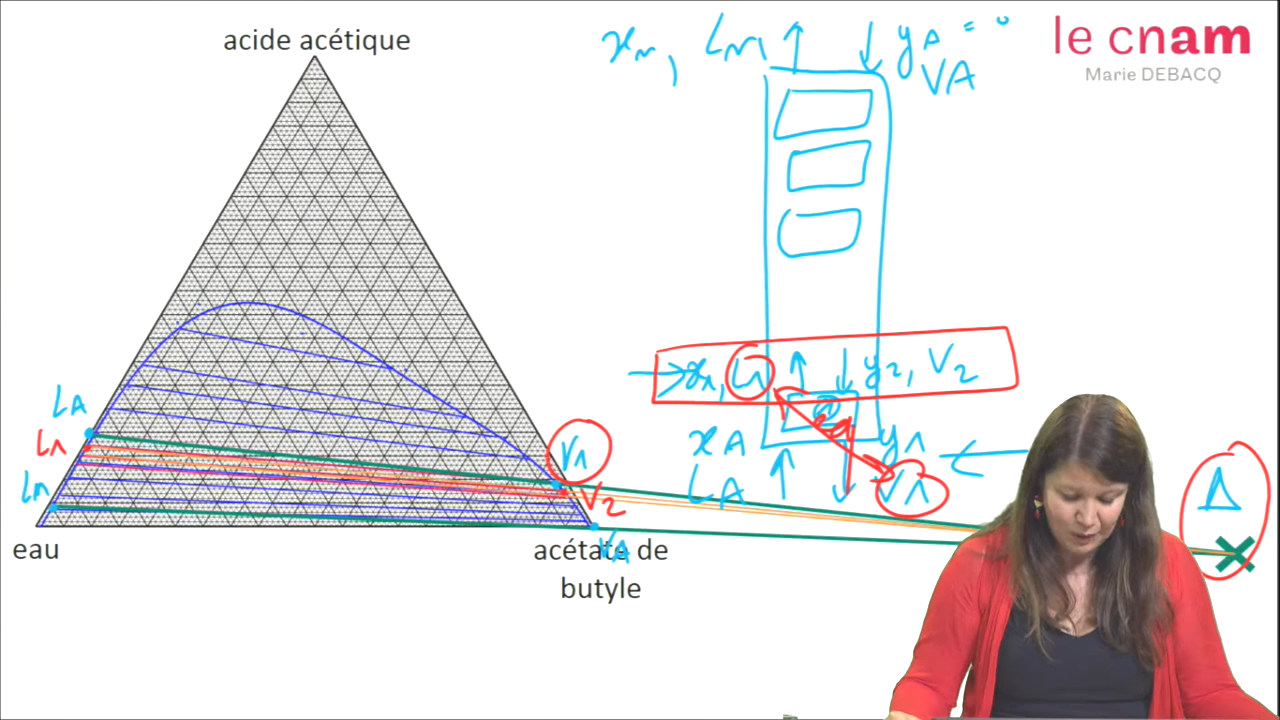 acide acétique
eau
acétate de
butyle
LA
L1
Ln
V1
V2
VA
xn, Ln
yA = 0
VA
x1, L1
y2, V2
xA
LA
y1
V1
Δ
le cnam
Marie DEBACQ